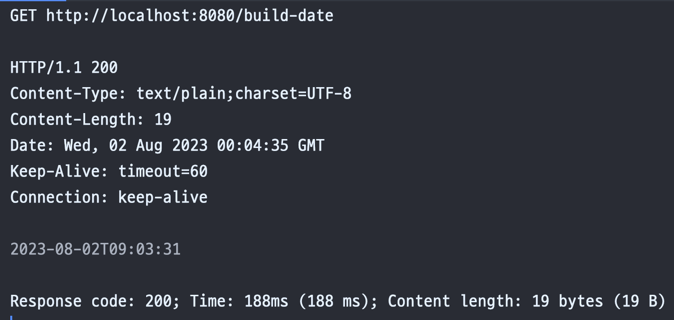 GET http://localhost:8080/build-date
HTTP/1.1 200
Content-Type: text/plain;charset=UTF-8
Content-Length: 19
Date: Wed, 02 Aug 2023 00:04:35 GMT
Keep-Alive: timeout=60
Connection: keep-alive
2023-08-02T09:03:31
Response code: 200; Time: 188ms (188 ms); Content length: 19 bytes (19 B)